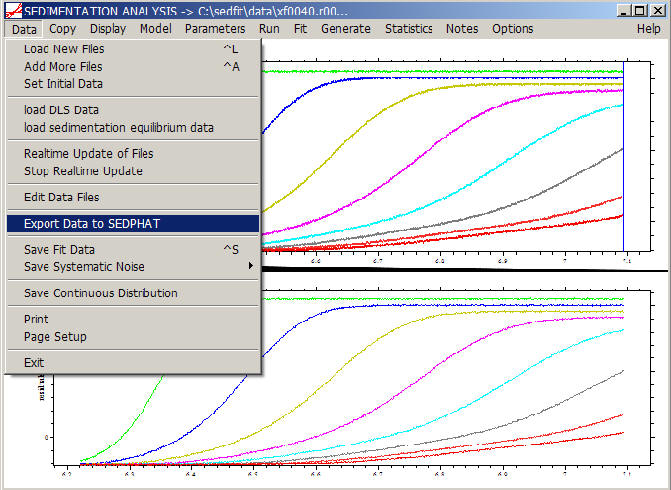 SEDIMENTATION ANALYSIS -> C:\sedfit\data\xf0040.r00...
Data Copy Display Model Parameters Run Fit Generate Statistics Notes Options Help
Load New Files ^L
Add More Files ^A
Set Initial Data
load DLS Data
load sedimentation equilibrium data
Realtime Update of Files
Stop Realtime Update
Edit Data Files
Export Data to SEDPHAT
Save Fit Data ^S
Save Systematic Noise
Save Continuous Distribution
Print
Page Setup
Exit
6.6 6.7 6.8 6.9 7 7.1
0
6.2 6.3 6.4 6.5 6.6 6.7 6.8 6.9 7 7.1